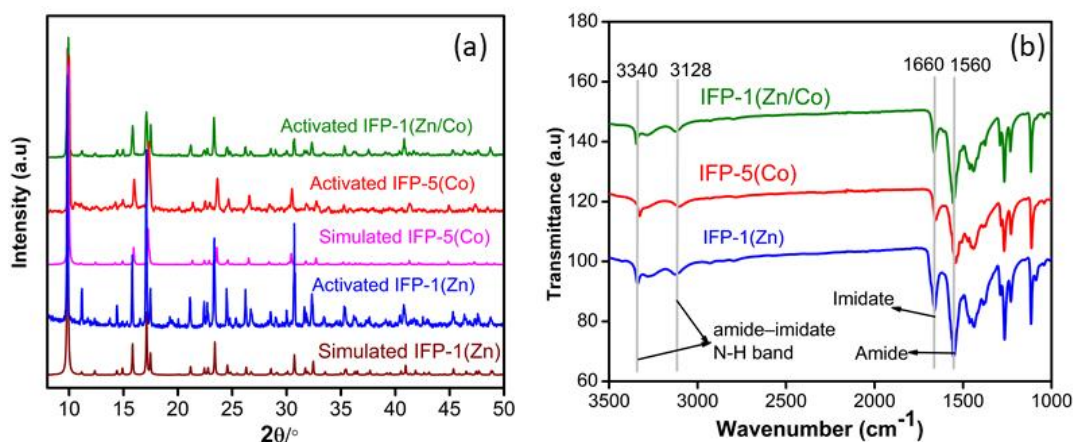 (a)
Activated IFP-1(Zn/Co)
Activated IFP-5(Co)
Simulated IFP-5(Co)
Activated IFP-1(Zn)
Simulated IFP-1(Zn)
Intensity (a.u)
10 15 20 25 30 35 40 45 50
2θ/°
(b)
180
160
140
120
100
80
60
Transmittance (a.u)
3340 3128 1660 1560
IFP-1(Zn/Co)
IFP-5(Co)
IFP-1(Zn)
Imidate
amide–imidate
N-H band
Amide
3500 3000 2500 2000 1500 1000
Wavenumber (cm⁻¹)